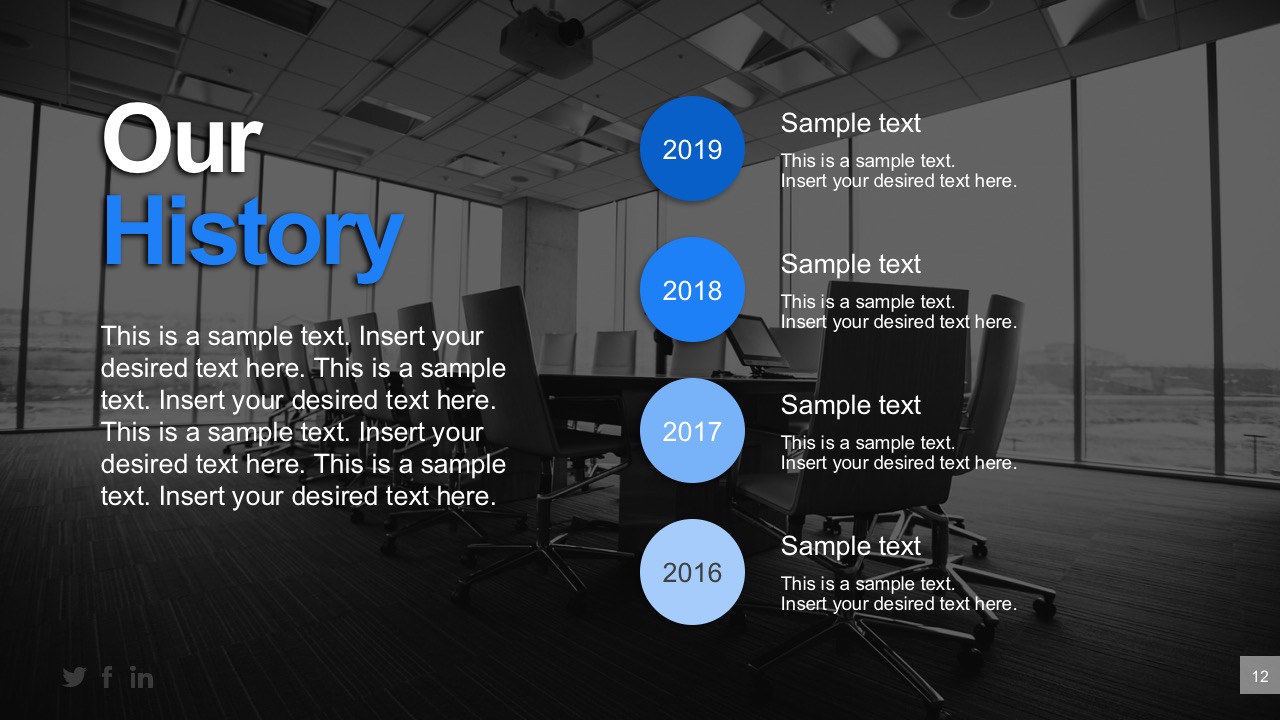 Our
History
This is a sample text. Insert your
desired text here. This is a sample
text. Insert your desired text here.
This is a sample text. Insert your
desired text here. This is a sample
text. Insert your desired text here.
2019
Sample text
This is a sample text.
Insert your desired text here.
2018
Sample text
This is a sample text.
Insert your desired text here.
2017
Sample text
This is a sample text.
Insert your desired text here.
2016
Sample text
This is a sample text.
Insert your desired text here.
12